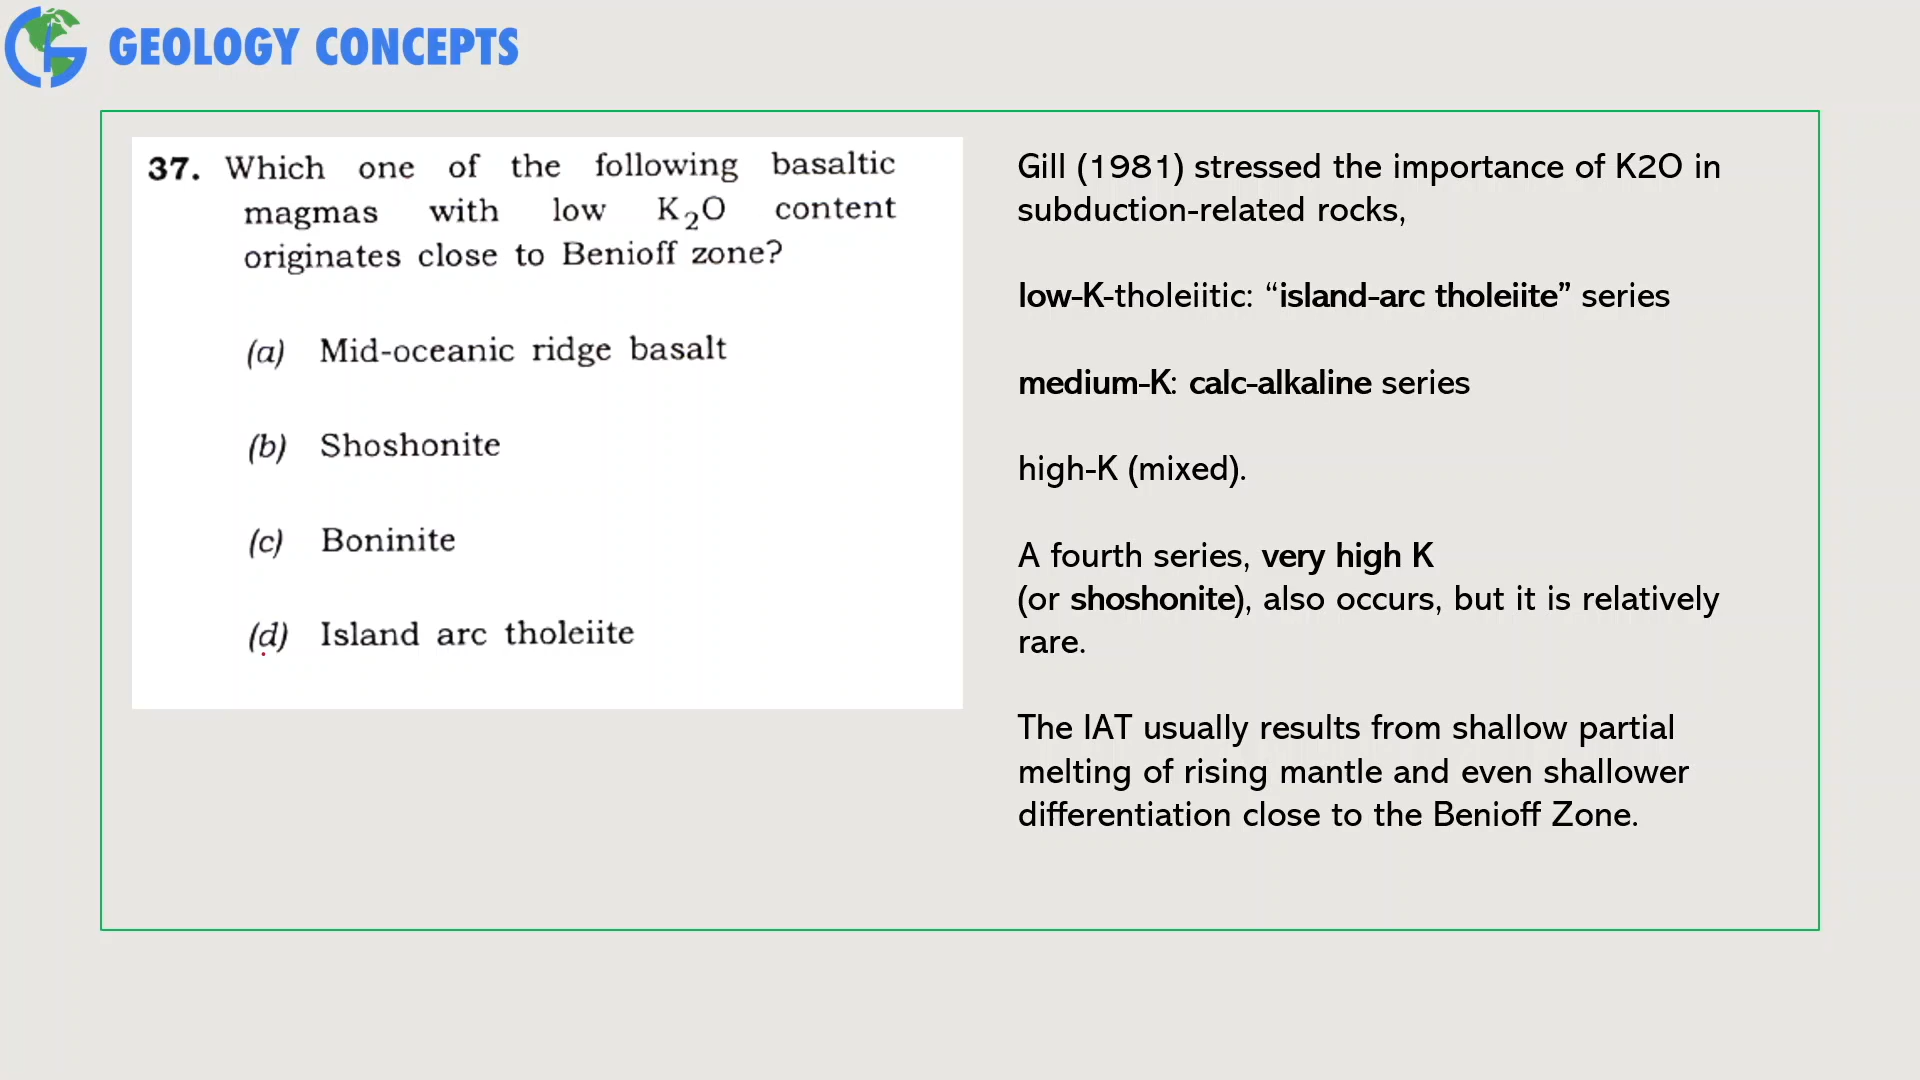 GEOLOGY CONCEPTS
37. Which one of the following basaltic
magmas with low K₂O content
originates close to Benioff zone?
(a) Mid-oceanic ridge basalt
(b) Shoshonite
(c) Boninite
(d) Island arc tholeiite
Gill (1981) stressed the importance of K2O in
subduction-related rocks,
low-K-tholeiitic: “island-arc tholeiite” series
medium-K: calc-alkaline series
high-K (mixed).
A fourth series, very high K
(or shoshonite), also occurs, but it is relatively
rare.
The IAT usually results from shallow partial
melting of rising mantle and even shallower
differentiation close to the Benioff Zone.